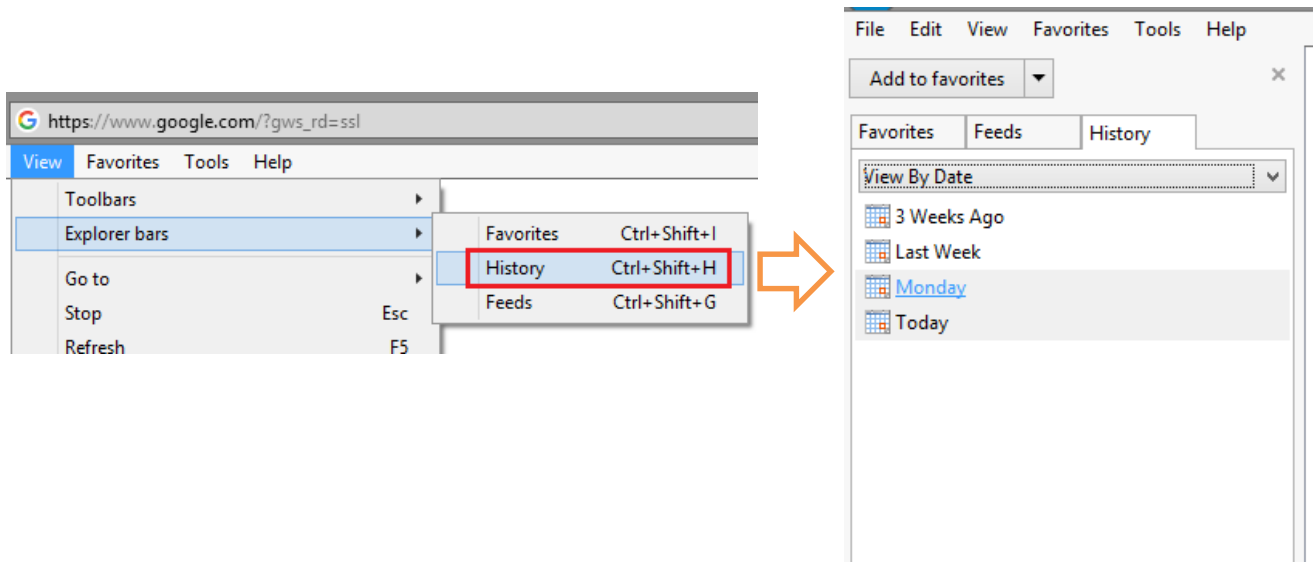 https://www.google.com/?gws_rd=ssl
View Favorites Tools Help
Toolbars
Explorer bars
Go to
Stop Esc
Refresh F5
Favorites Ctrl+Shift+I
History Ctrl+Shift+H
Feeds Ctrl+Shift+G
File Edit View Favorites Tools Help
Add to favorites
Favorites Feeds History
View By Date
3 Weeks Ago
Last Week
Monday
Today